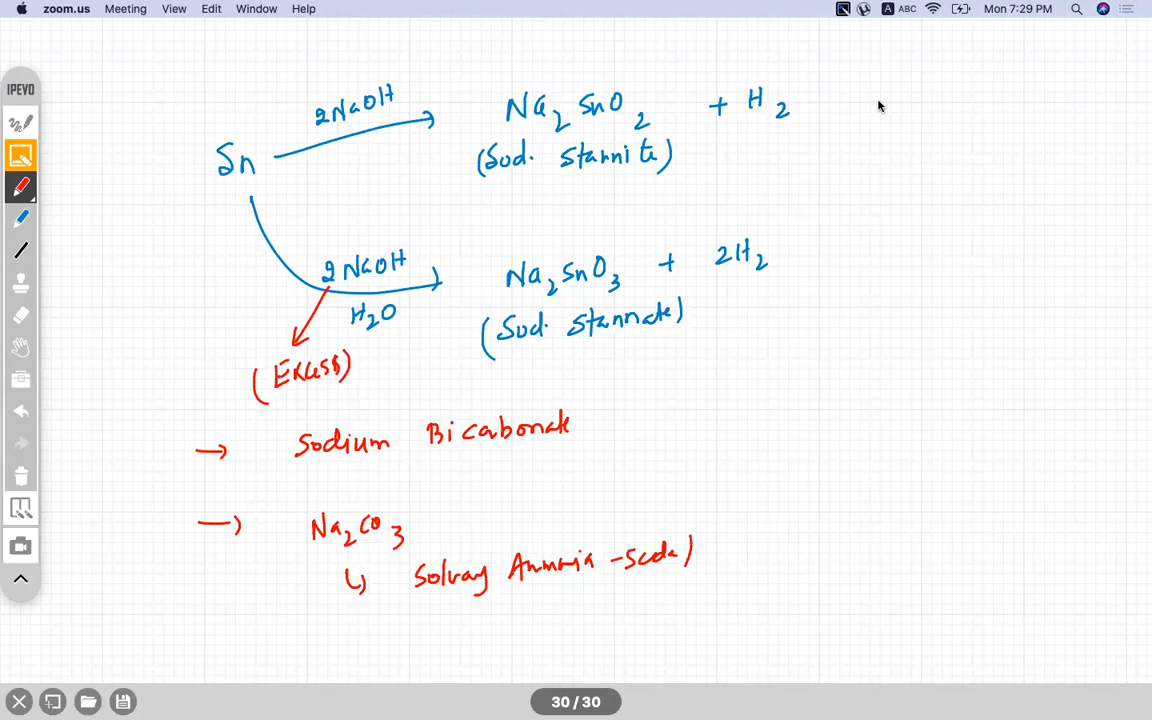 zoom.us Meeting View Edit Window Help
A ABC Mon 7:29 PM
IPEVO
2NaOH
Sn → Na2SnO2 + H2
(Sod. Stannite)
2NaOH
→ Na2SnO3 + 2H2
H2O
(Sod. Stannate)
(Excess)
→ Sodium Bicarbonate
→ Na2CO3
↳ Solvay Ammonia - Soda)
30 / 30